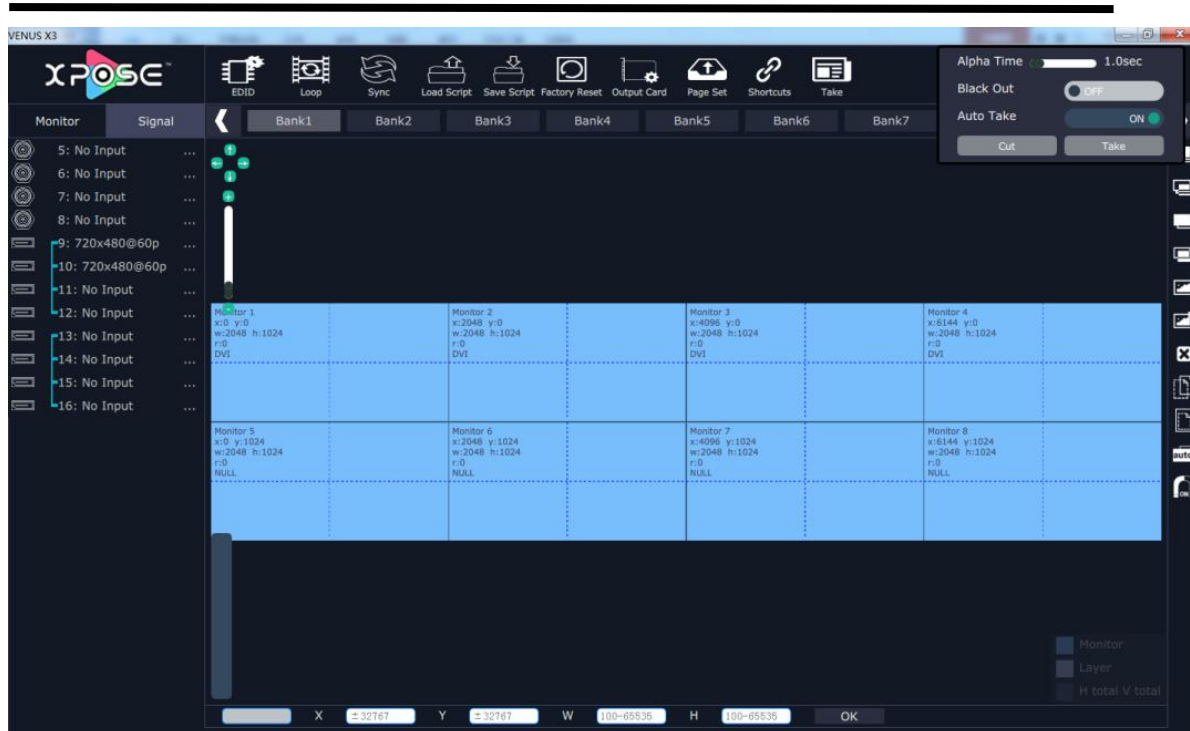 VENUS X3
XPOSE™
EDID
Loop
Sync
Load Script
Save Script
Factory Reset
Output Card
Page Set
Shortcuts
Take
Alpha Time 1.0sec
Black Out OFF
Auto Take ON
Cut Take
Monitor Signal
Bank1 Bank2 Bank3 Bank4 Bank5 Bank6 Bank7
5: No Input ...
6: No Input ...
7: No Input ...
8: No Input ...
9: 720x480@60p ...
10: 720x480@60p ...
11: No Input ...
12: No Input ...
13: No Input ...
14: No Input ...
15: No Input ...
16: No Input ...
Monitor 1
x:0 y:0
w:2048 h:1024
r:0
DVI
Monitor 2
x:2048 y:0
w:2048 h:1024
r:0
DVI
Monitor 3
x:4096 y:0
w:2048 h:1024
r:0
DVI
Monitor 4
x:6144 y:0
w:2048 h:1024
r:0
DVI
Monitor 5
x:0 y:1024
w:2048 h:1024
r:0
NULL
Monitor 6
x:2048 y:1024
w:2048 h:1024
r:0
NULL
Monitor 7
x:4096 y:1024
w:2048 h:1024
r:0
NULL
Monitor 8
x:6144 y:1024
w:2048 h:1024
r:0
NULL
auto
ON
Monitor
Layer
H total V total
X ±32767 Y ±32767 W 100-65535 H 100-65535 OK